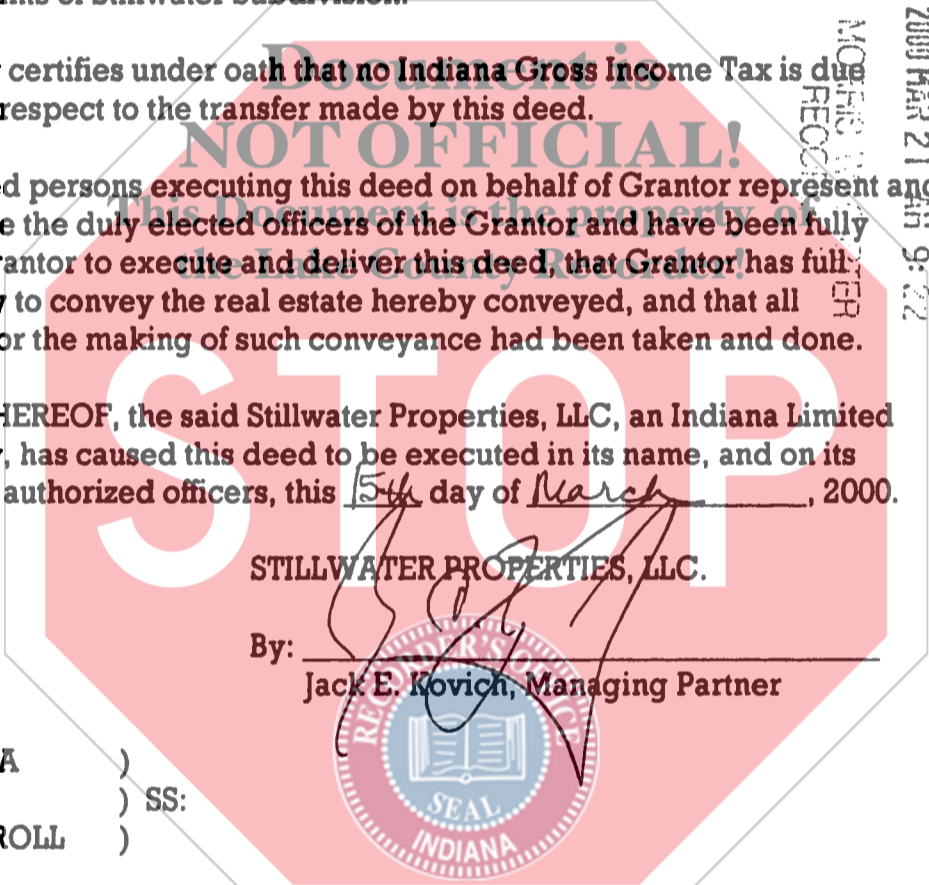 of Stillwater Subdivision.
certifies under oath that no Indiana Gross Income Tax is due
respect to the transfer made by this deed.
d persons executing this deed on behalf of Grantor represent and
e the duly elected officers of the Grantor and have been fully
rantor to execute and deliver this deed, that Grantor has full
y to convey the real estate hereby conveyed, and that all
or the making of such conveyance had been taken and done.
HEREOF, the said Stillwater Properties, LLC, an Indiana Limited
, has caused this deed to be executed in its name, and on its
authorized officers, this 15th day of March, 2000.
STILLWATER PROPERTIES, LLC.
By:
Jack E. Kovich, Managing Partner
A )
) SS:
ROLL )
Document is
NOT OFFICIAL!
This Document is the property of
the Lake County Recorder!
STOP
RECORDER'S OFFICE
SEAL
INDIANA
2000 MAR 21 AM 9:22